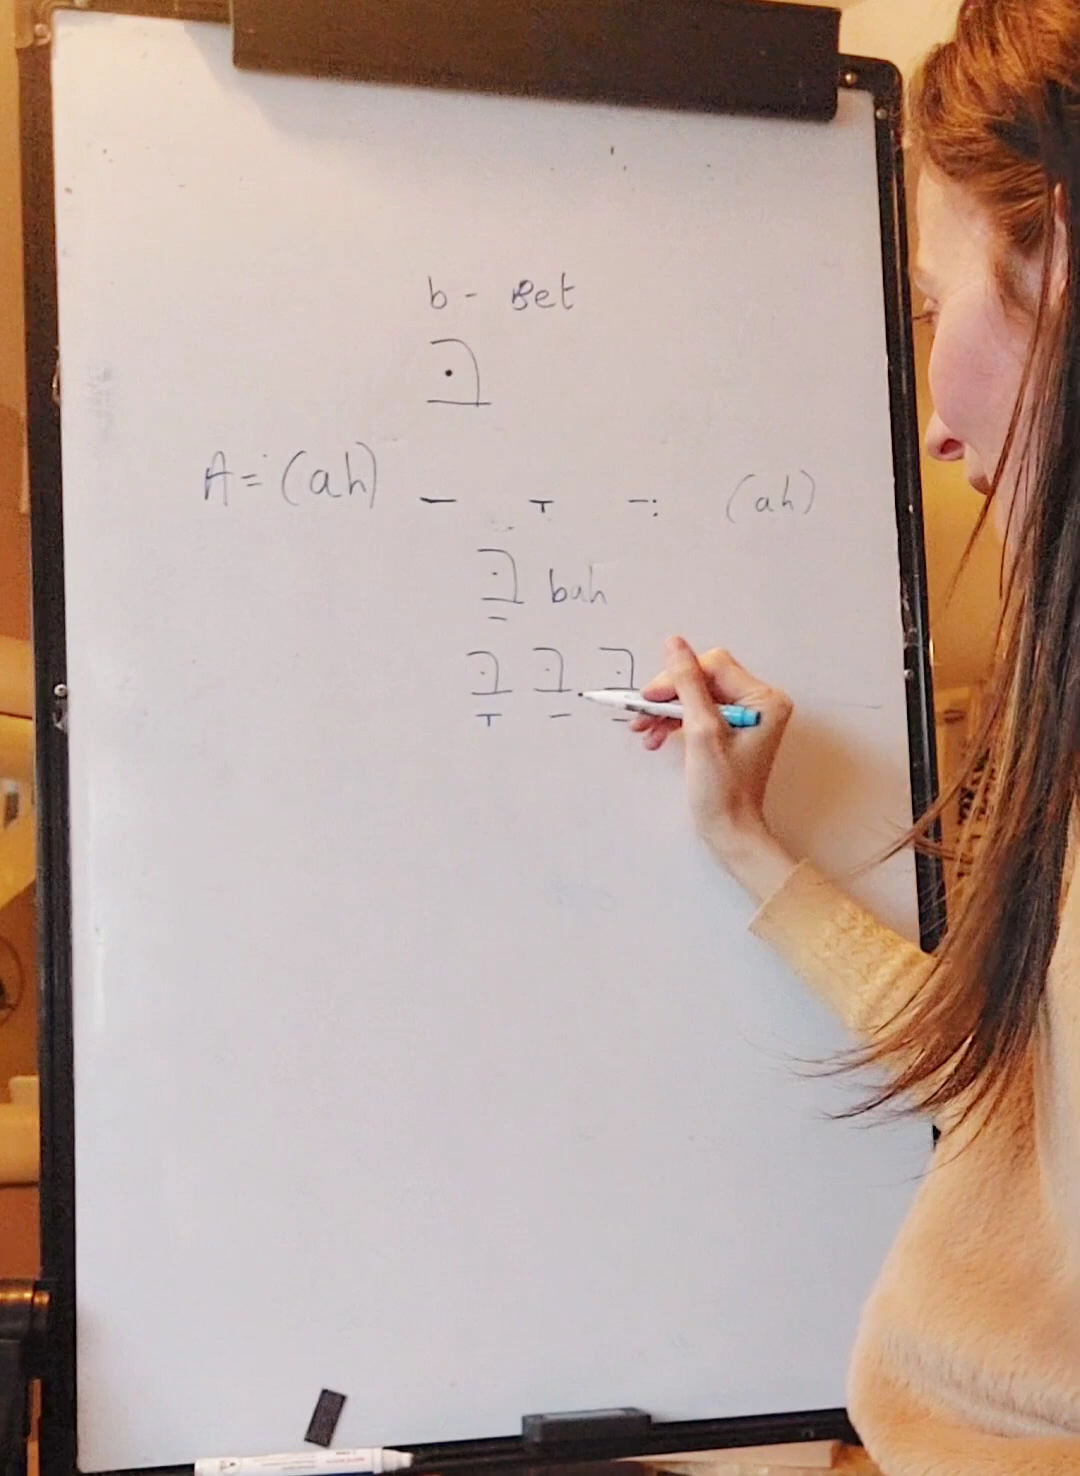 b - Bet
בּ
A = (ah) ַ ָ ֲ (ah)
בַּ bah
בַּ בַּ בָּ